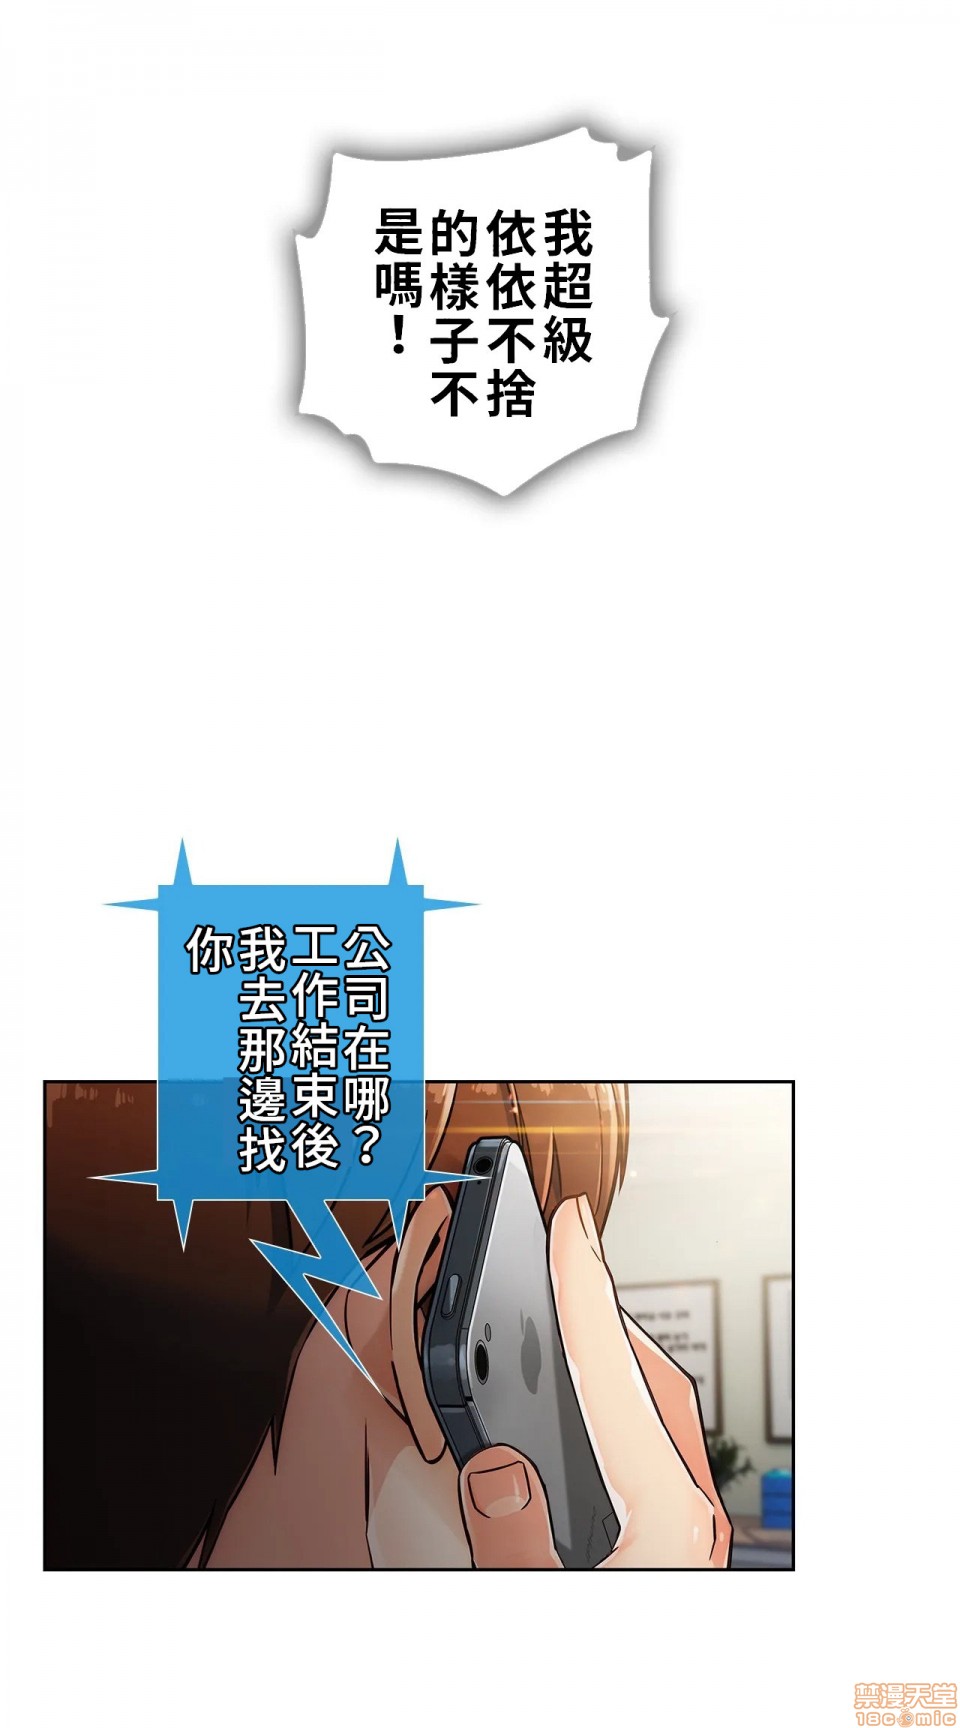 我超級
依依不捨
的樣子不
是嗎！
公司在哪？
工作結束後
我去那邊找
你
禁漫天堂
18comic